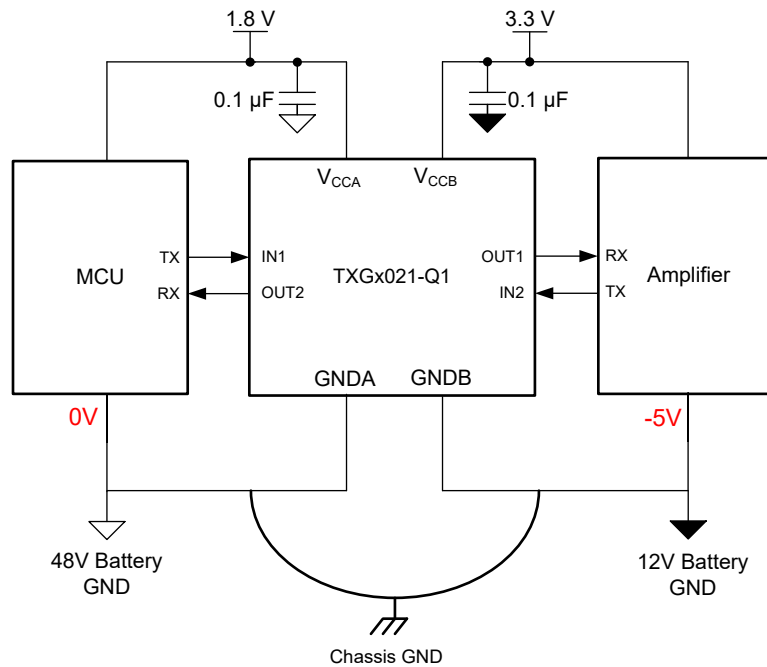 1.8 V
3.3 V
0.1 µF
0.1 µF
VCCA
VCCB
MCU
TX
RX
IN1
OUT2
TXGx021-Q1
OUT1
IN2
RX
TX
Amplifier
GNDA
GNDB
0V
-5V
48V Battery
GND
12V Battery
GND
Chassis GND